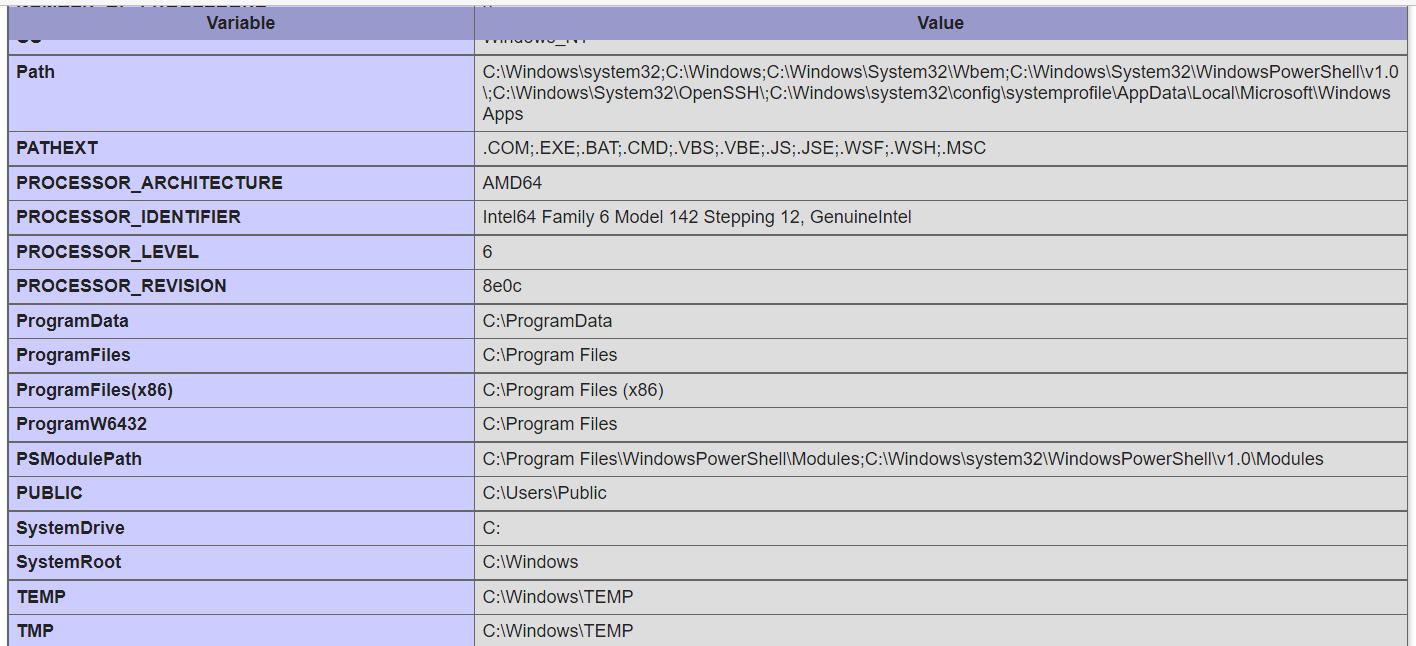 Variable Value
Windows_NT
Path C:\Windows\system32;C:\Windows;C:\Windows\System32\Wbem;C:\Windows\System32\WindowsPowerShell\v1.0
\;C:\Windows\System32\OpenSSH\;C:\Windows\system32\config\systemprofile\AppData\Local\Microsoft\Windows
Apps
PATHEXT .COM;.EXE;.BAT;.CMD;.VBS;.VBE;.JS;.JSE;.WSF;.WSH;.MSC
PROCESSOR_ARCHITECTURE AMD64
PROCESSOR_IDENTIFIER Intel64 Family 6 Model 142 Stepping 12, GenuineIntel
PROCESSOR_LEVEL 6
PROCESSOR_REVISION 8e0c
ProgramData C:\ProgramData
ProgramFiles C:\Program Files
ProgramFiles(x86) C:\Program Files (x86)
ProgramW6432 C:\Program Files
PSModulePath C:\Program Files\WindowsPowerShell\Modules;C:\Windows\system32\WindowsPowerShell\v1.0\Modules
PUBLIC C:\Users\Public
SystemDrive C:
SystemRoot C:\Windows
TEMP C:\Windows\TEMP
TMP C:\Windows\TEMP